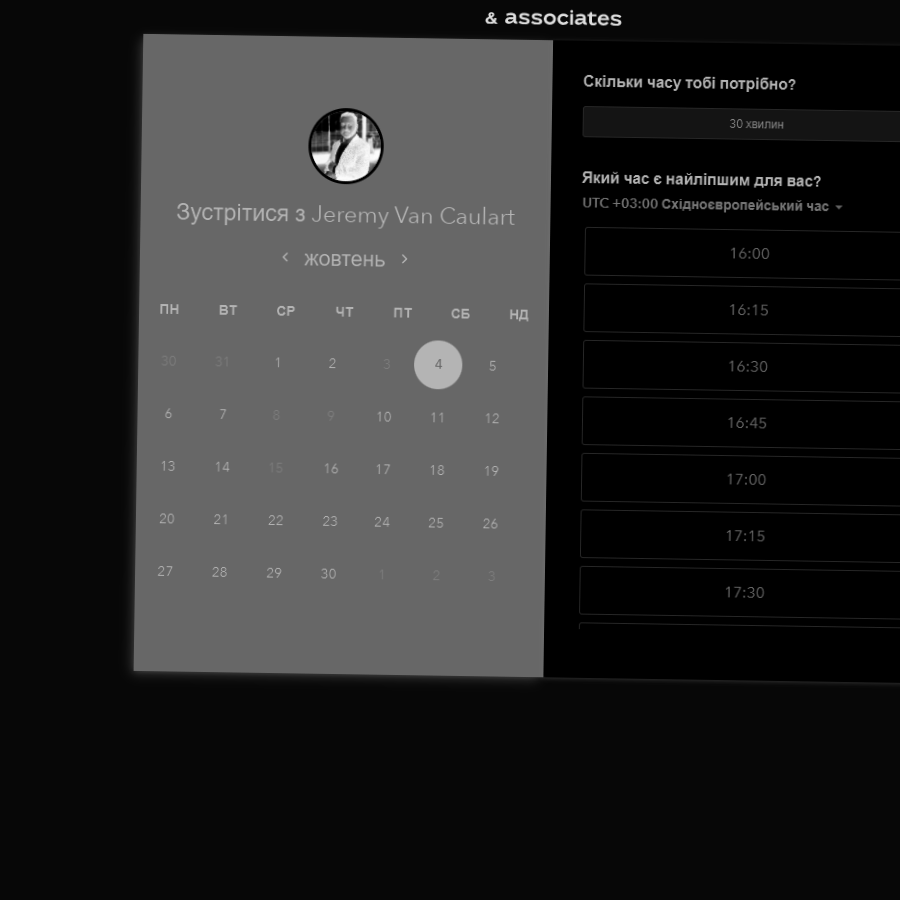 & associates
Зустрітися з Jeremy Van Caulart
‹ жовтень ›
ПН ВТ СР ЧТ ПТ СБ НД
30 31 1 2 3 4 5
6 7 8 9 10 11 12
13 14 15 16 17 18 19
20 21 22 23 24 25 26
27 28 29 30 1 2 3
Скільки часу тобі потрібно?
30 хвилин
Який час є найліпшим для вас?
UTC +03:00 Східноєвропейський час
16:00
16:15
16:30
16:45
17:00
17:15
17:30